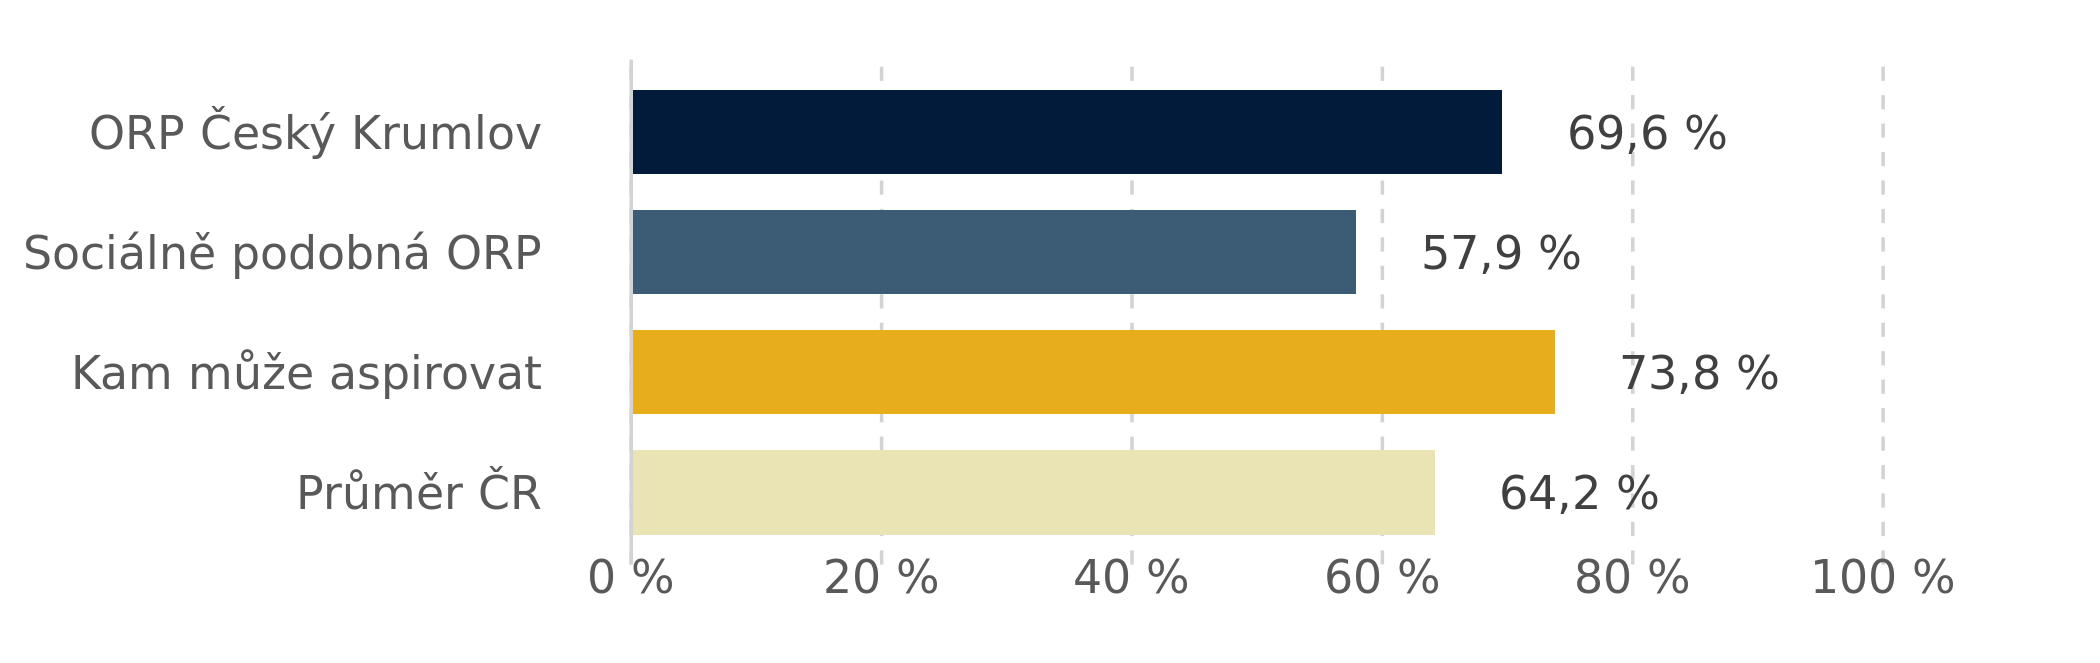 ORP Český Krumlov
69,6 %
Sociálně podobná ORP
57,9 %
Kam může aspirovat
73,8 %
Průměr ČR
64,2 %
0 % 20 % 40 % 60 % 80 % 100 %